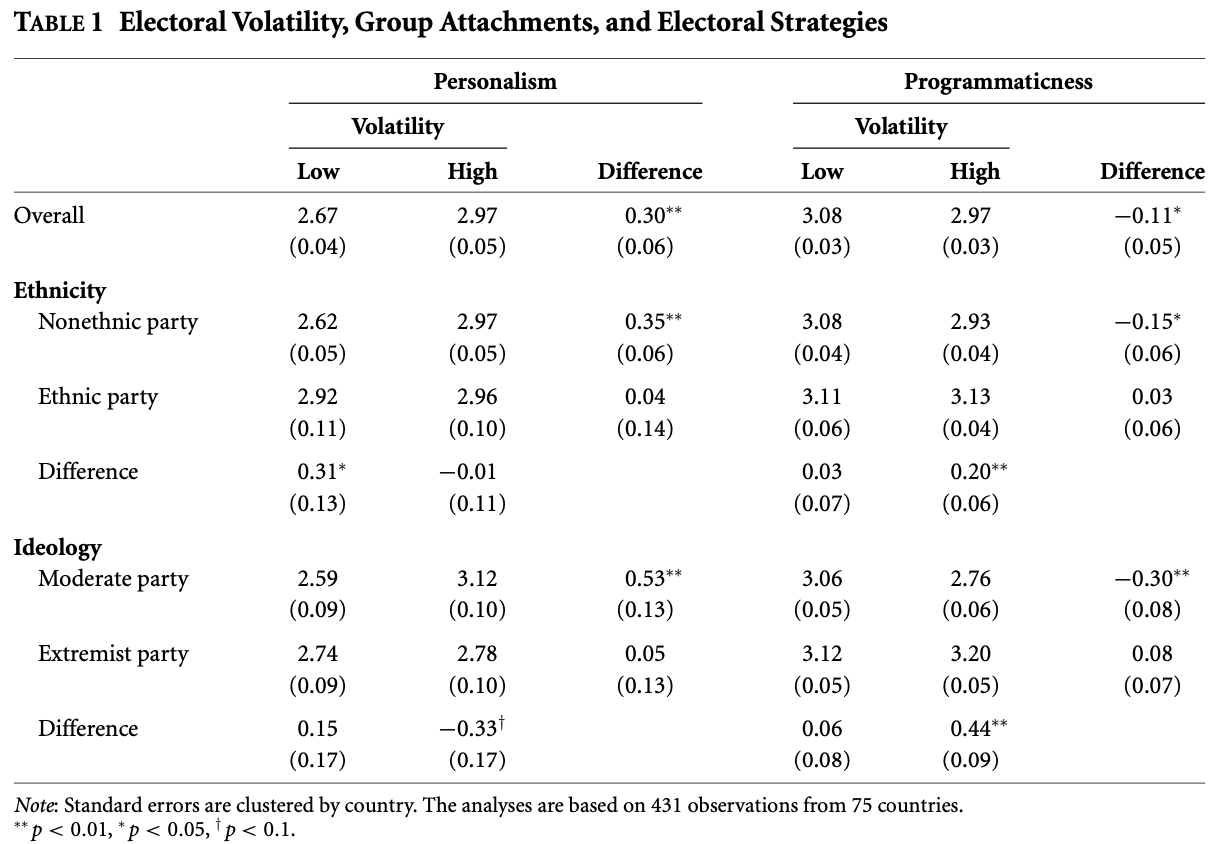 TABLE 1 Electoral Volatility, Group Attachments, and Electoral Strategies
Personalism Programmaticness
Volatility Volatility
Low High Difference Low High Difference
Overall 2.67 2.97 0.30** 3.08 2.97 −0.11*
(0.04) (0.05) (0.06) (0.03) (0.03) (0.05)
Ethnicity
Nonethnic party 2.62 2.97 0.35** 3.08 2.93 −0.15*
(0.05) (0.05) (0.06) (0.04) (0.04) (0.06)
Ethnic party 2.92 2.96 0.04 3.11 3.13 0.03
(0.11) (0.10) (0.14) (0.06) (0.04) (0.06)
Difference 0.31* −0.01 0.03 0.20**
(0.13) (0.11) (0.07) (0.06)
Ideology
Moderate party 2.59 3.12 0.53** 3.06 2.76 −0.30**
(0.09) (0.10) (0.13) (0.05) (0.06) (0.08)
Extremist party 2.74 2.78 0.05 3.12 3.20 0.08
(0.09) (0.10) (0.13) (0.05) (0.05) (0.07)
Difference 0.15 −0.33† 0.06 0.44**
(0.17) (0.17) (0.08) (0.09)
Note: Standard errors are clustered by country. The analyses are based on 431 observations from 75 countries.
**p < 0.01, *p < 0.05, †p < 0.1.